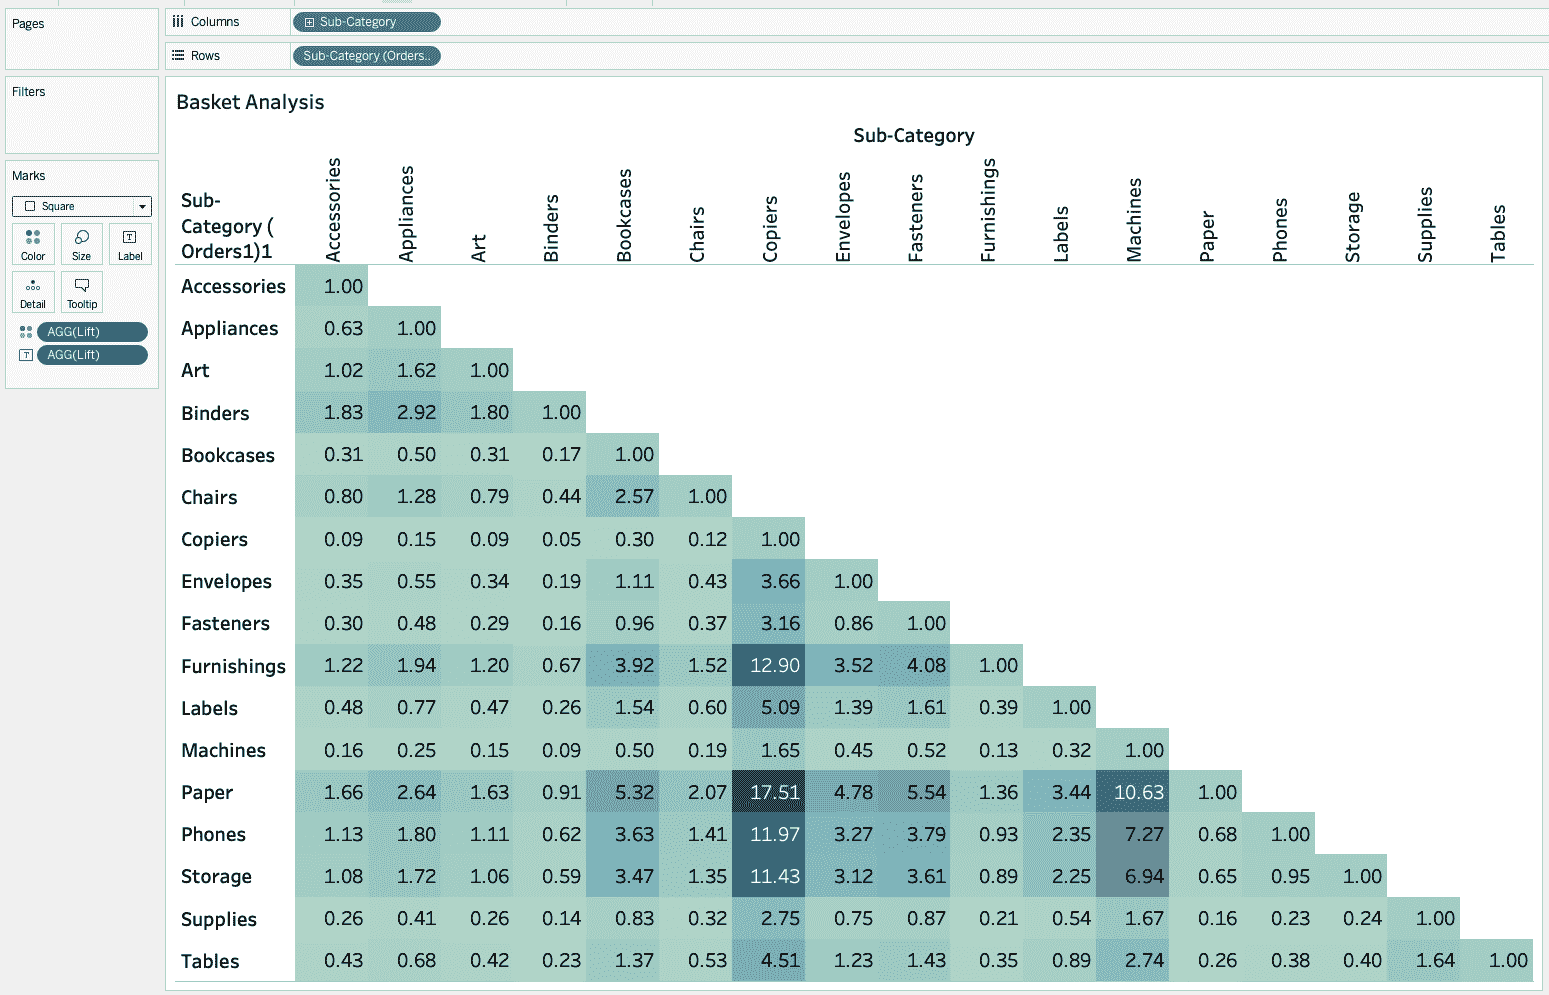 Pages
Columns
Sub-Category
Rows
Sub-Category (Orders..
Filters
Marks
Square
Color Size Label
Detail Tooltip
AGG(Lift)
AGG(Lift)
Basket Analysis
Sub-Category
Sub-
Category (
Orders1)1
Accessories Appliances Art Binders Bookcases Chairs Copiers Envelopes Fasteners Furnishings Labels Machines Paper Phones Storage Supplies Tables
Accessories 1.00
Appliances 0.63 1.00
Art 1.02 1.62 1.00
Binders 1.83 2.92 1.80 1.00
Bookcases 0.31 0.50 0.31 0.17 1.00
Chairs 0.80 1.28 0.79 0.44 2.57 1.00
Copiers 0.09 0.15 0.09 0.05 0.30 0.12 1.00
Envelopes 0.35 0.55 0.34 0.19 1.11 0.43 3.66 1.00
Fasteners 0.30 0.48 0.29 0.16 0.96 0.37 3.16 0.86 1.00
Furnishings 1.22 1.94 1.20 0.67 3.92 1.52 12.90 3.52 4.08 1.00
Labels 0.48 0.77 0.47 0.26 1.54 0.60 5.09 1.39 1.61 0.39 1.00
Machines 0.16 0.25 0.15 0.09 0.50 0.19 1.65 0.45 0.52 0.13 0.32 1.00
Paper 1.66 2.64 1.63 0.91 5.32 2.07 17.51 4.78 5.54 1.36 3.44 10.63 1.00
Phones 1.13 1.80 1.11 0.62 3.63 1.41 11.97 3.27 3.79 0.93 2.35 7.27 0.68 1.00
Storage 1.08 1.72 1.06 0.59 3.47 1.35 11.43 3.12 3.61 0.89 2.25 6.94 0.65 0.95 1.00
Supplies 0.26 0.41 0.26 0.14 0.83 0.32 2.75 0.75 0.87 0.21 0.54 1.67 0.16 0.23 0.24 1.00
Tables 0.43 0.68 0.42 0.23 1.37 0.53 4.51 1.23 1.43 0.35 0.89 2.74 0.26 0.38 0.40 1.64 1.00